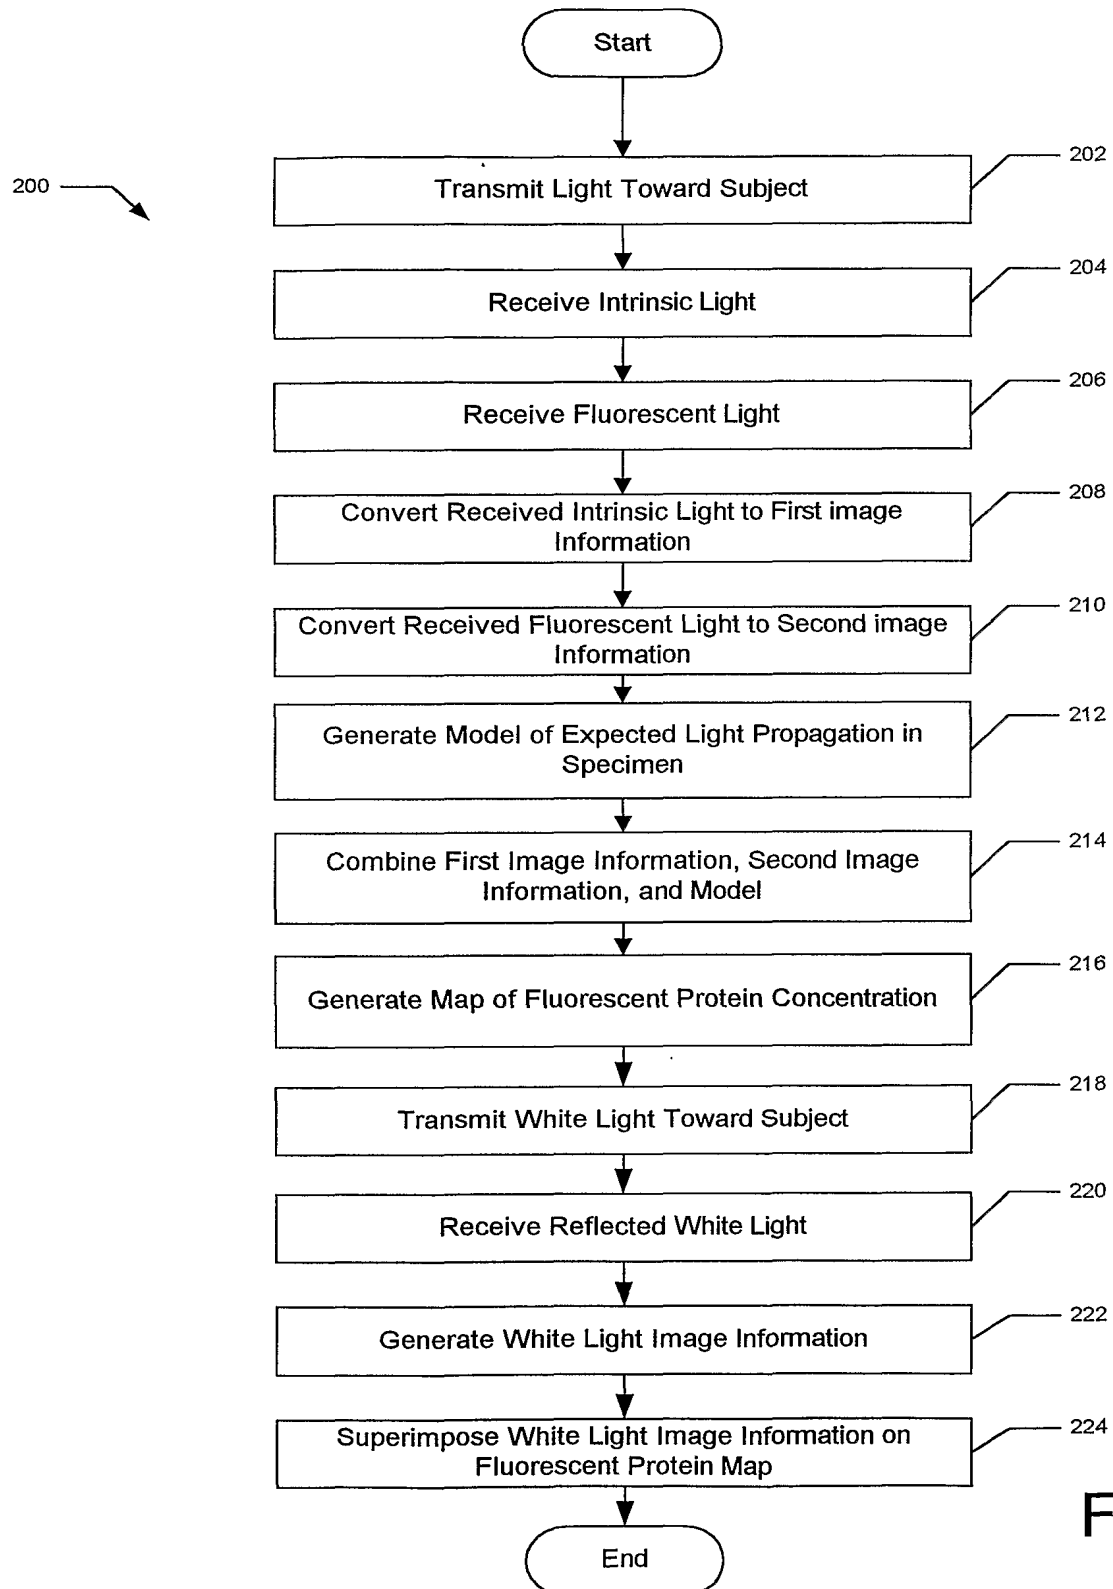 Start
200
Transmit Light Toward Subject
202
Receive Intrinsic Light
204
Receive Fluorescent Light
206
Convert Received Intrinsic Light to First image
Information
208
Convert Received Fluorescent Light to Second image
Information
210
Generate Model of Expected Light Propagation in
Specimen
212
Combine First Image Information, Second Image
Information, and Model
214
Generate Map of Fluorescent Protein Concentration
216
Transmit White Light Toward Subject
218
Receive Reflected White Light
220
Generate White Light Image Information
222
Superimpose White Light Image Information on
Fluorescent Protein Map
224
End